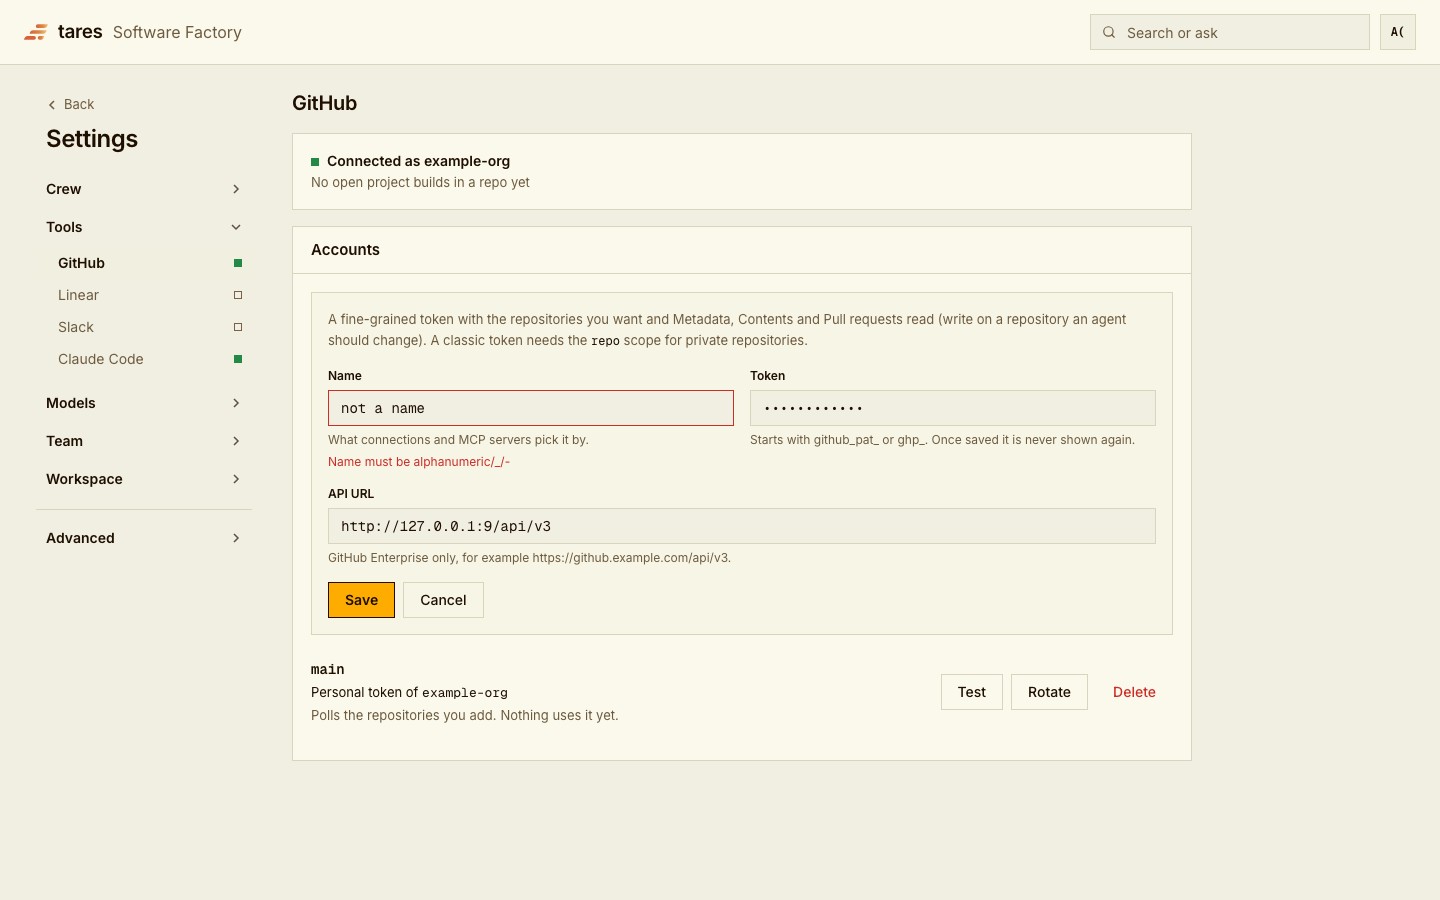 tares Software Factory
Search or ask
A(
Back
Settings
Crew
Tools
GitHub
Linear
Slack
Claude Code
Models
Team
Workspace
Advanced
GitHub
Connected as example-org
No open project builds in a repo yet
Accounts
A fine-grained token with the repositories you want and Metadata, Contents and Pull requests read (write on a repository an agent
should change). A classic token needs the repo scope for private repositories.
Name
not a name
What connections and MCP servers pick it by.
Name must be alphanumeric/_/-
Token
••••••••••••
Starts with github_pat_ or ghp_. Once saved it is never shown again.
API URL
http://127.0.0.1:9/api/v3
GitHub Enterprise only, for example https://github.example.com/api/v3.
Save
Cancel
main
Personal token of example-org
Polls the repositories you add. Nothing uses it yet.
Test
Rotate
Delete